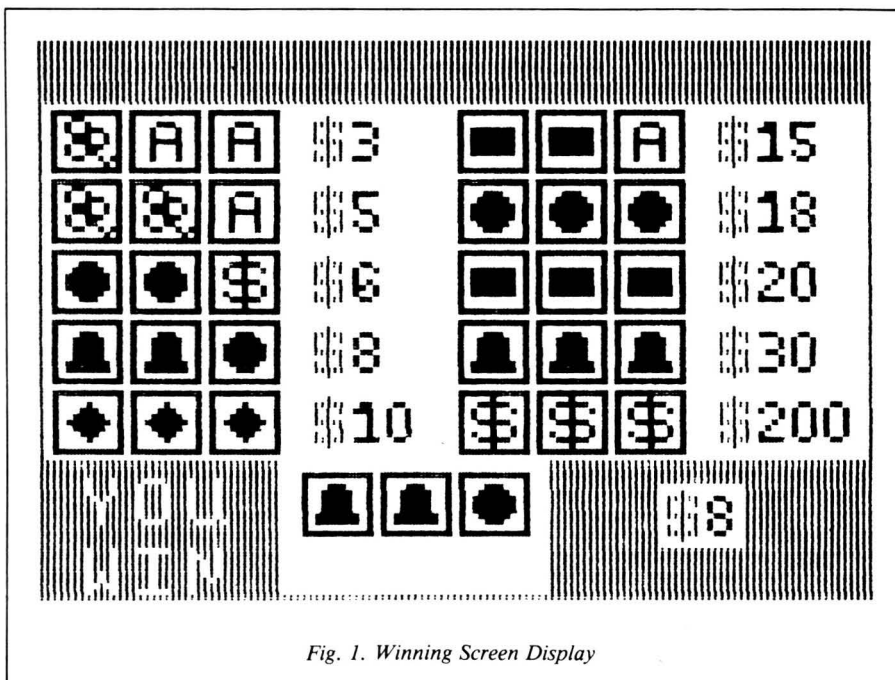 A A $3 A $15
A $5 $18
$ $6 $20
$8 $30
$10 $ $ $ $200
YOU
WIN
$8
Fig. 1. Winning Screen Display